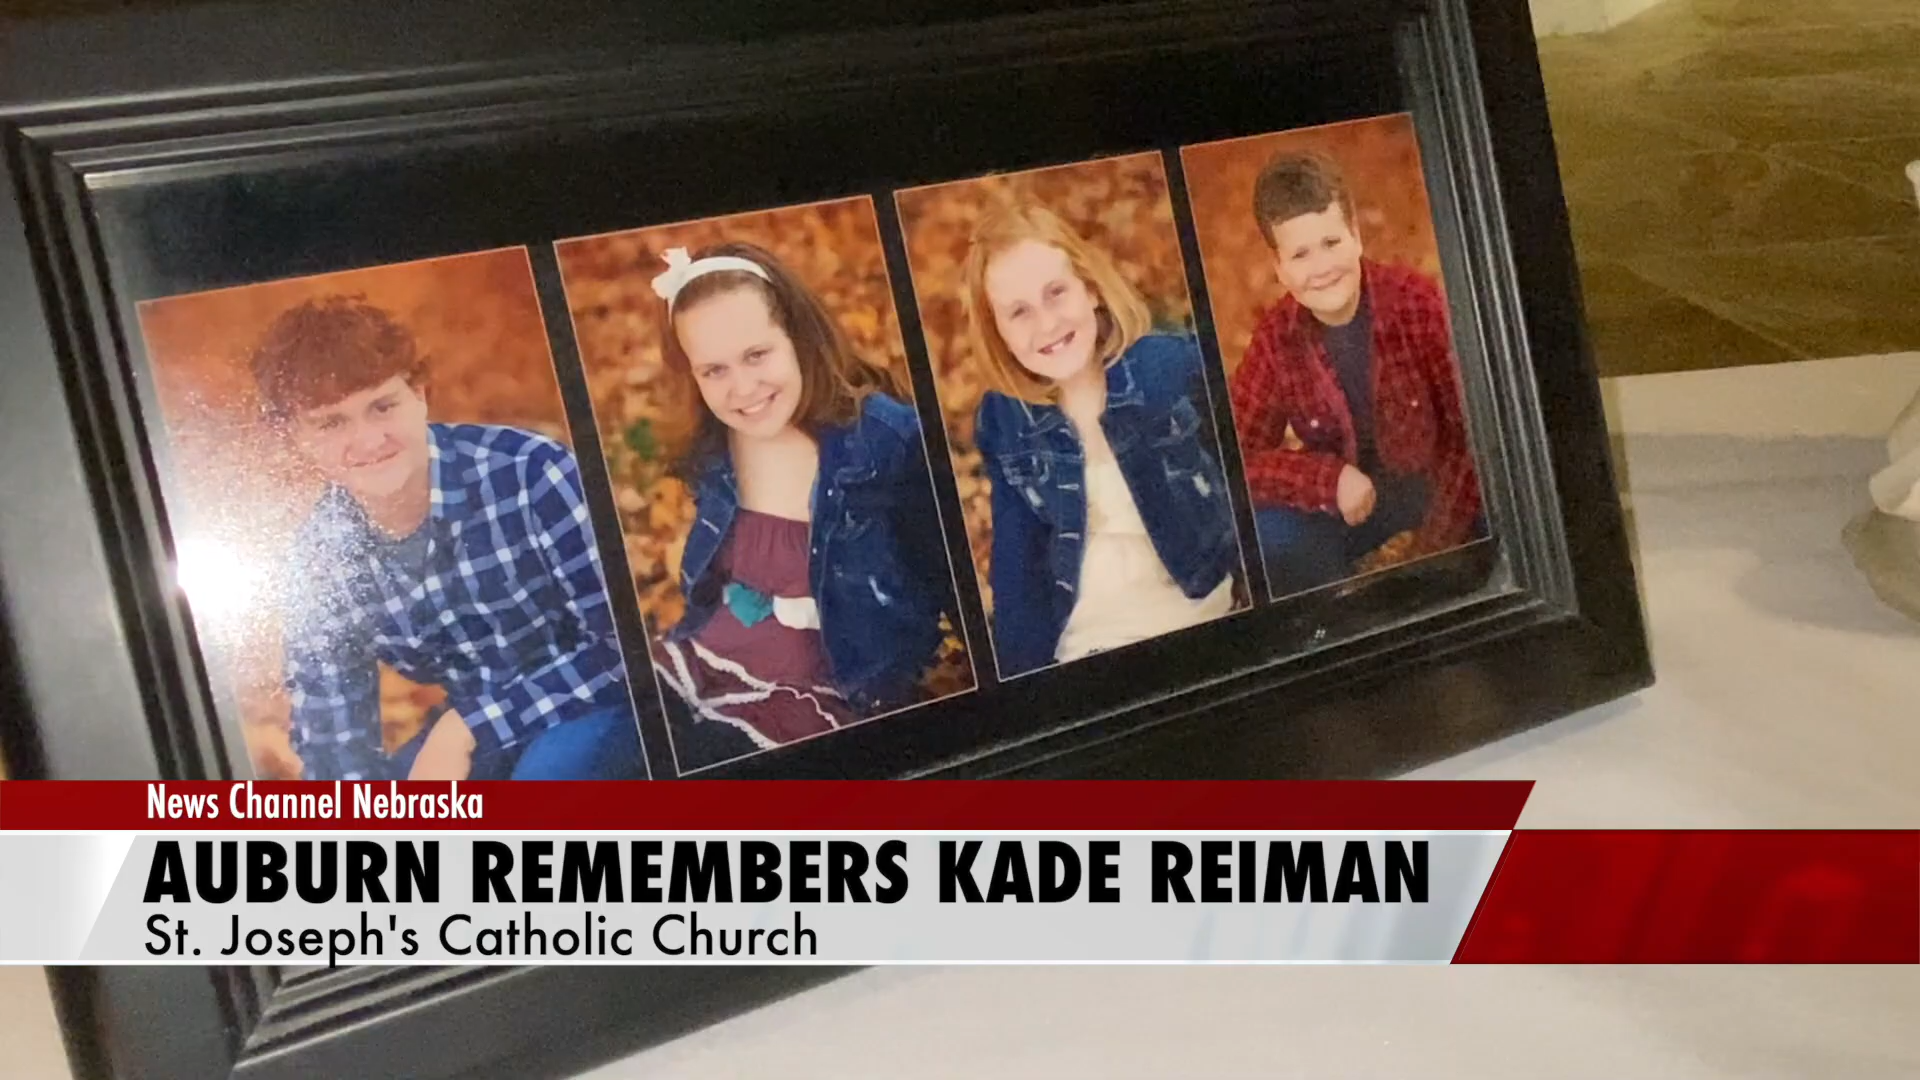 News Channel Nebraska
AUBURN REMEMBERS KADE REIMAN
St. Joseph's Catholic Church